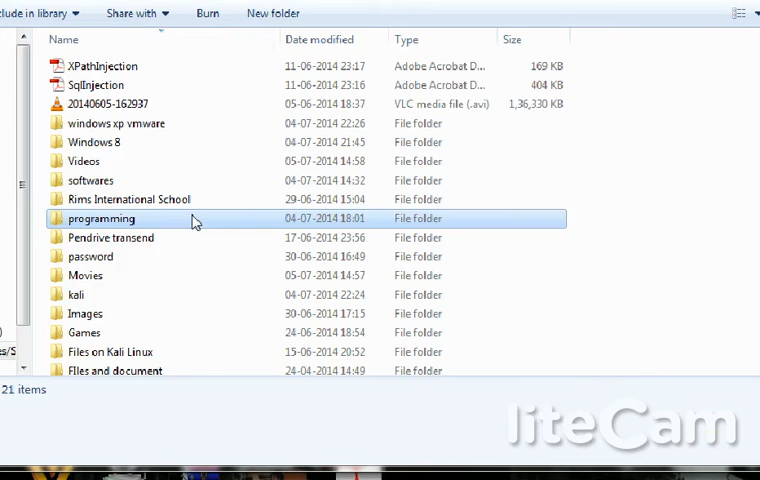 clude in library Share with Burn New folder
Name Date modified Type Size
XPathInjection 11-06-2014 23:17 Adobe Acrobat D... 169 KB
SqlInjection 11-06-2014 23:16 Adobe Acrobat D... 404 KB
20140605-162937 05-06-2014 18:37 VLC media file (.avi) 1,36,330 KB
windows xp vmware 04-07-2014 22:26 File folder
Windows 8 04-07-2014 21:45 File folder
Videos 05-07-2014 14:58 File folder
softwares 04-07-2014 14:32 File folder
Rims International School 29-06-2014 15:04 File folder
programming 04-07-2014 18:01 File folder
Pendrive transend 17-06-2014 23:56 File folder
password 30-06-2014 16:49 File folder
Movies 05-07-2014 14:57 File folder
kali 04-07-2014 22:24 File folder
Images 30-06-2014 17:15 File folder
) Games 24-06-2014 18:54 File folder
es/S Files on Kali Linux 15-06-2014 20:52 File folder
FIles and document 24-04-2014 14:49 File folder
21 items
liteCam